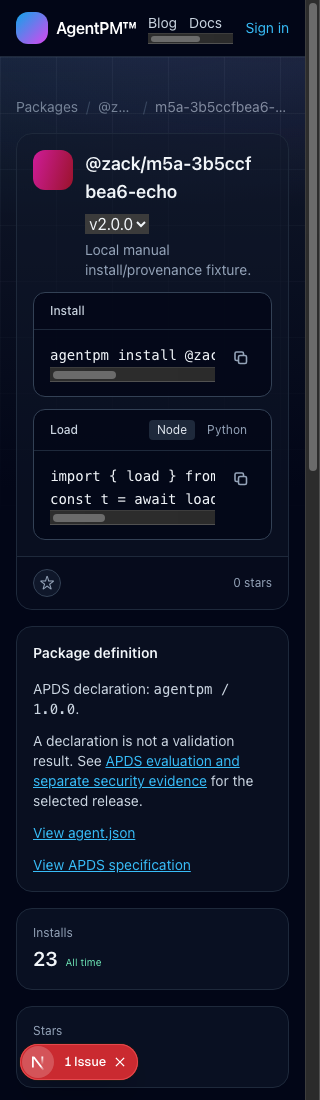 AgentPM™ Blog Docs Sign in
Packages / @z... / m5a-3b5ccfbea6-...
@zack/m5a-3b5ccf
bea6-echo
v2.0.0
Local manual
install/provenance fixture.
Install
agentpm install @zac
Load Node Python
import { load } from
const t = await load
0 stars
Package definition
APDS declaration: agentpm /
1.0.0.
A declaration is not a validation
result. See APDS evaluation and
separate security evidence for the
selected release.
View agent.json
View APDS specification
Installs
23 All time
Stars
N 1 Issue